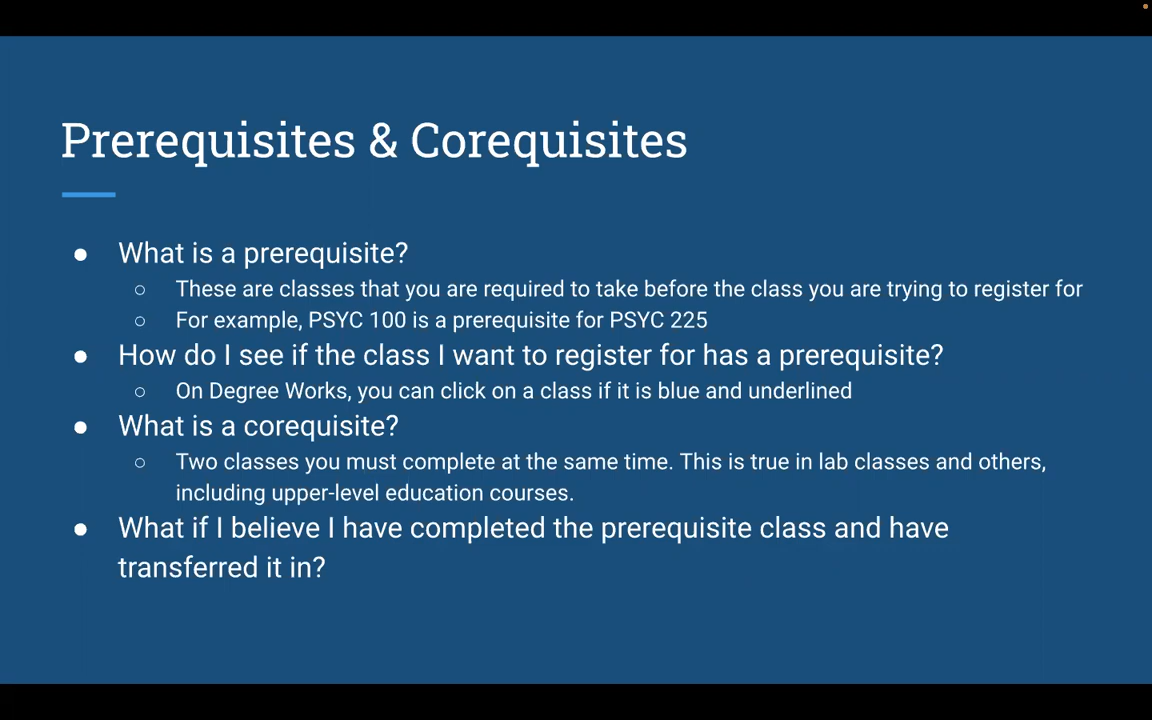 Prerequisites & Corequisites
● What is a prerequisite?
○ These are classes that you are required to take before the class you are trying to register for
○ For example, PSYC 100 is a prerequisite for PSYC 225
● How do I see if the class I want to register for has a prerequisite?
○ On Degree Works, you can click on a class if it is blue and underlined
● What is a corequisite?
○ Two classes you must complete at the same time. This is true in lab classes and others,
including upper-level education courses.
● What if I believe I have completed the prerequisite class and have
transferred it in?